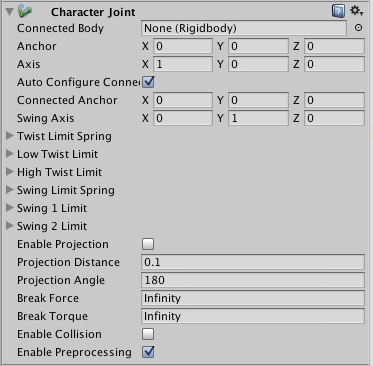 Character Joint
Connected Body None (Rigidbody)
Anchor X 0 Y 0 Z 0
Axis X 1 Y 0 Z 0
Auto Configure Conne
Connected Anchor X 0 Y 0 Z 0
Swing Axis X 0 Y 1 Z 0
Twist Limit Spring
Low Twist Limit
High Twist Limit
Swing Limit Spring
Swing 1 Limit
Swing 2 Limit
Enable Projection
Projection Distance 0.1
Projection Angle 180
Break Force Infinity
Break Torque Infinity
Enable Collision
Enable Preprocessing